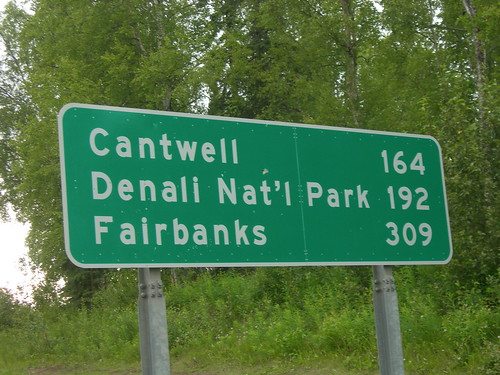 Cantwell 164
Denali Nat'l Park 192
Fairbanks 309